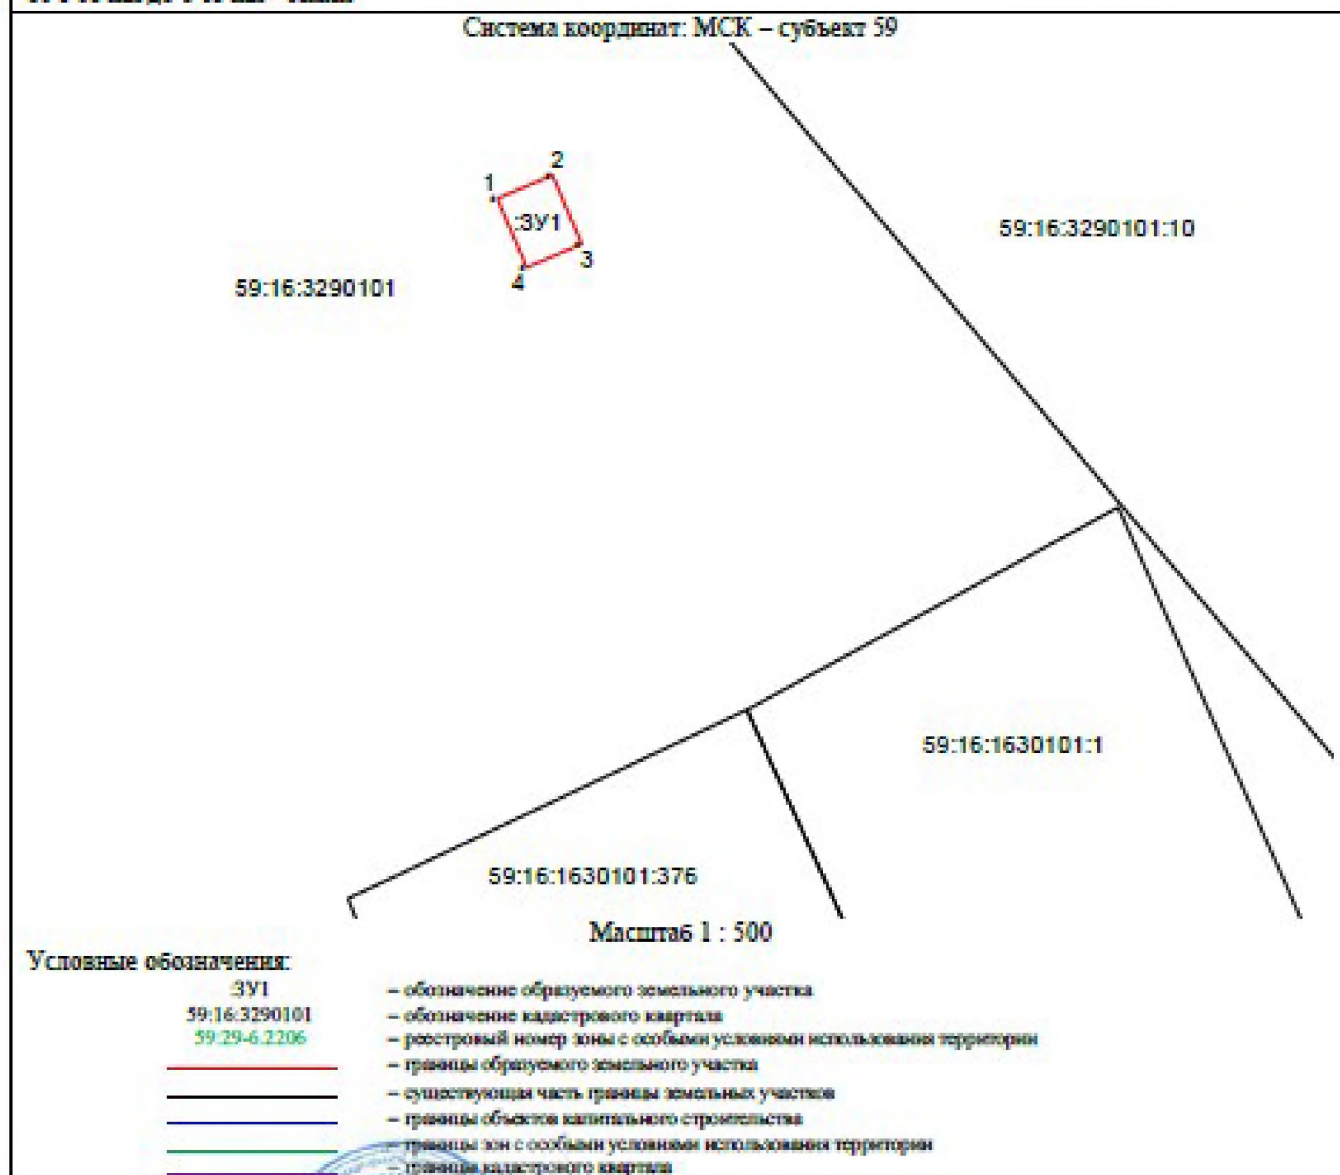 Система координат: МСК – субъект 59
2
1
:ЗУ1
59:16:3290101:10
3
4
59:16:3290101
59:16:1630101:1
59:16:1630101:376
Масштаб 1 : 500
Условные обозначения:
:ЗУ1 – обозначение образуемого земельного участка
59:16:3290101 – обозначение кадастрового квартала
59:29-6.2206 – реестровый номер зоны с особыми условиями использования территории
– границы образуемого земельного участка
– существующая часть границы земельных участков
– границы объектов капитального строительства
– границы зон с особыми условиями использования территории
– границы кадастрового квартала